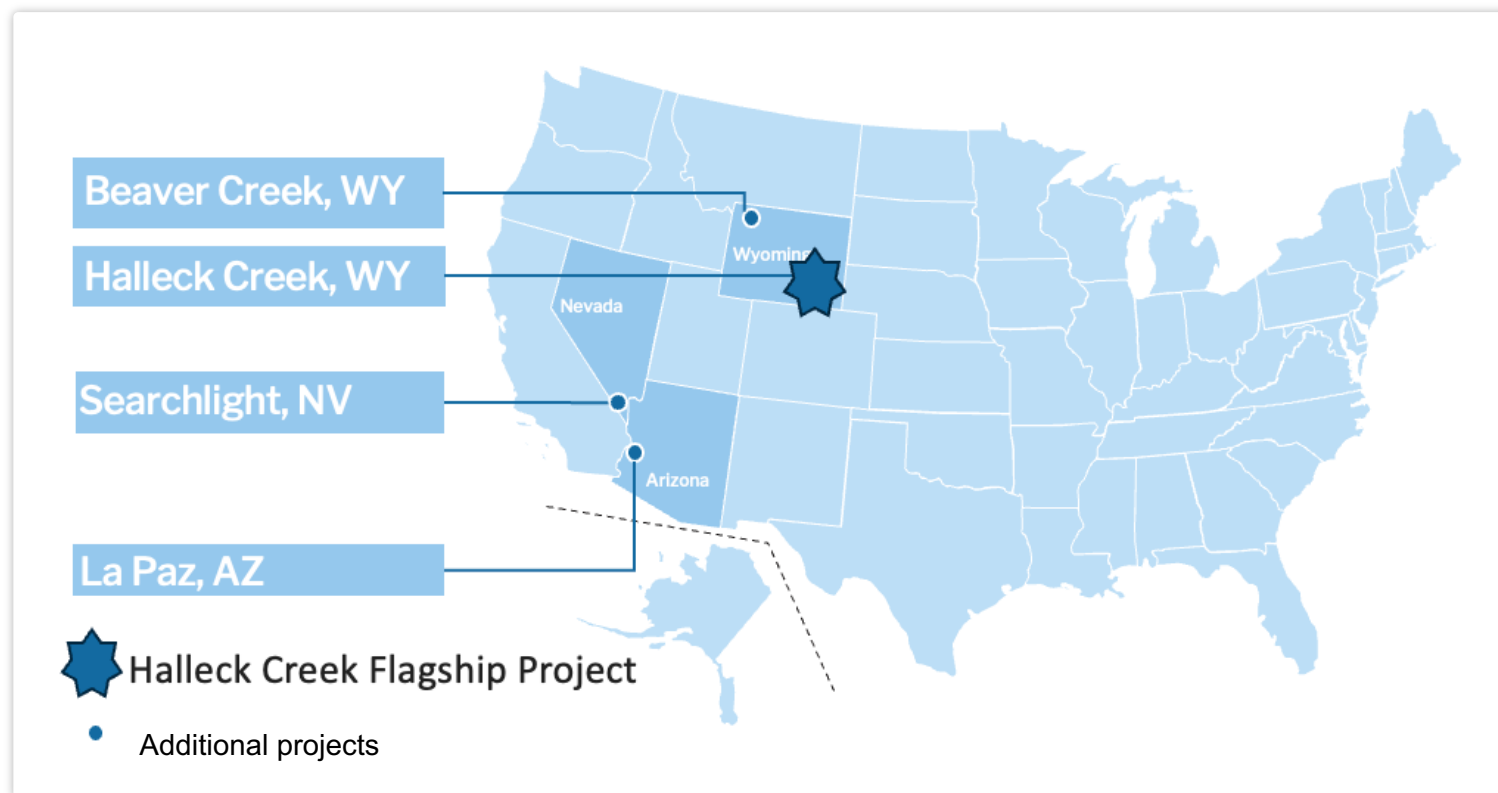 Beaver Creek, WY
Halleck Creek, WY
Wyoming
Nevada
Searchlight, NV
Arizona
La Paz, AZ
Halleck Creek Flagship Project
Additional projects